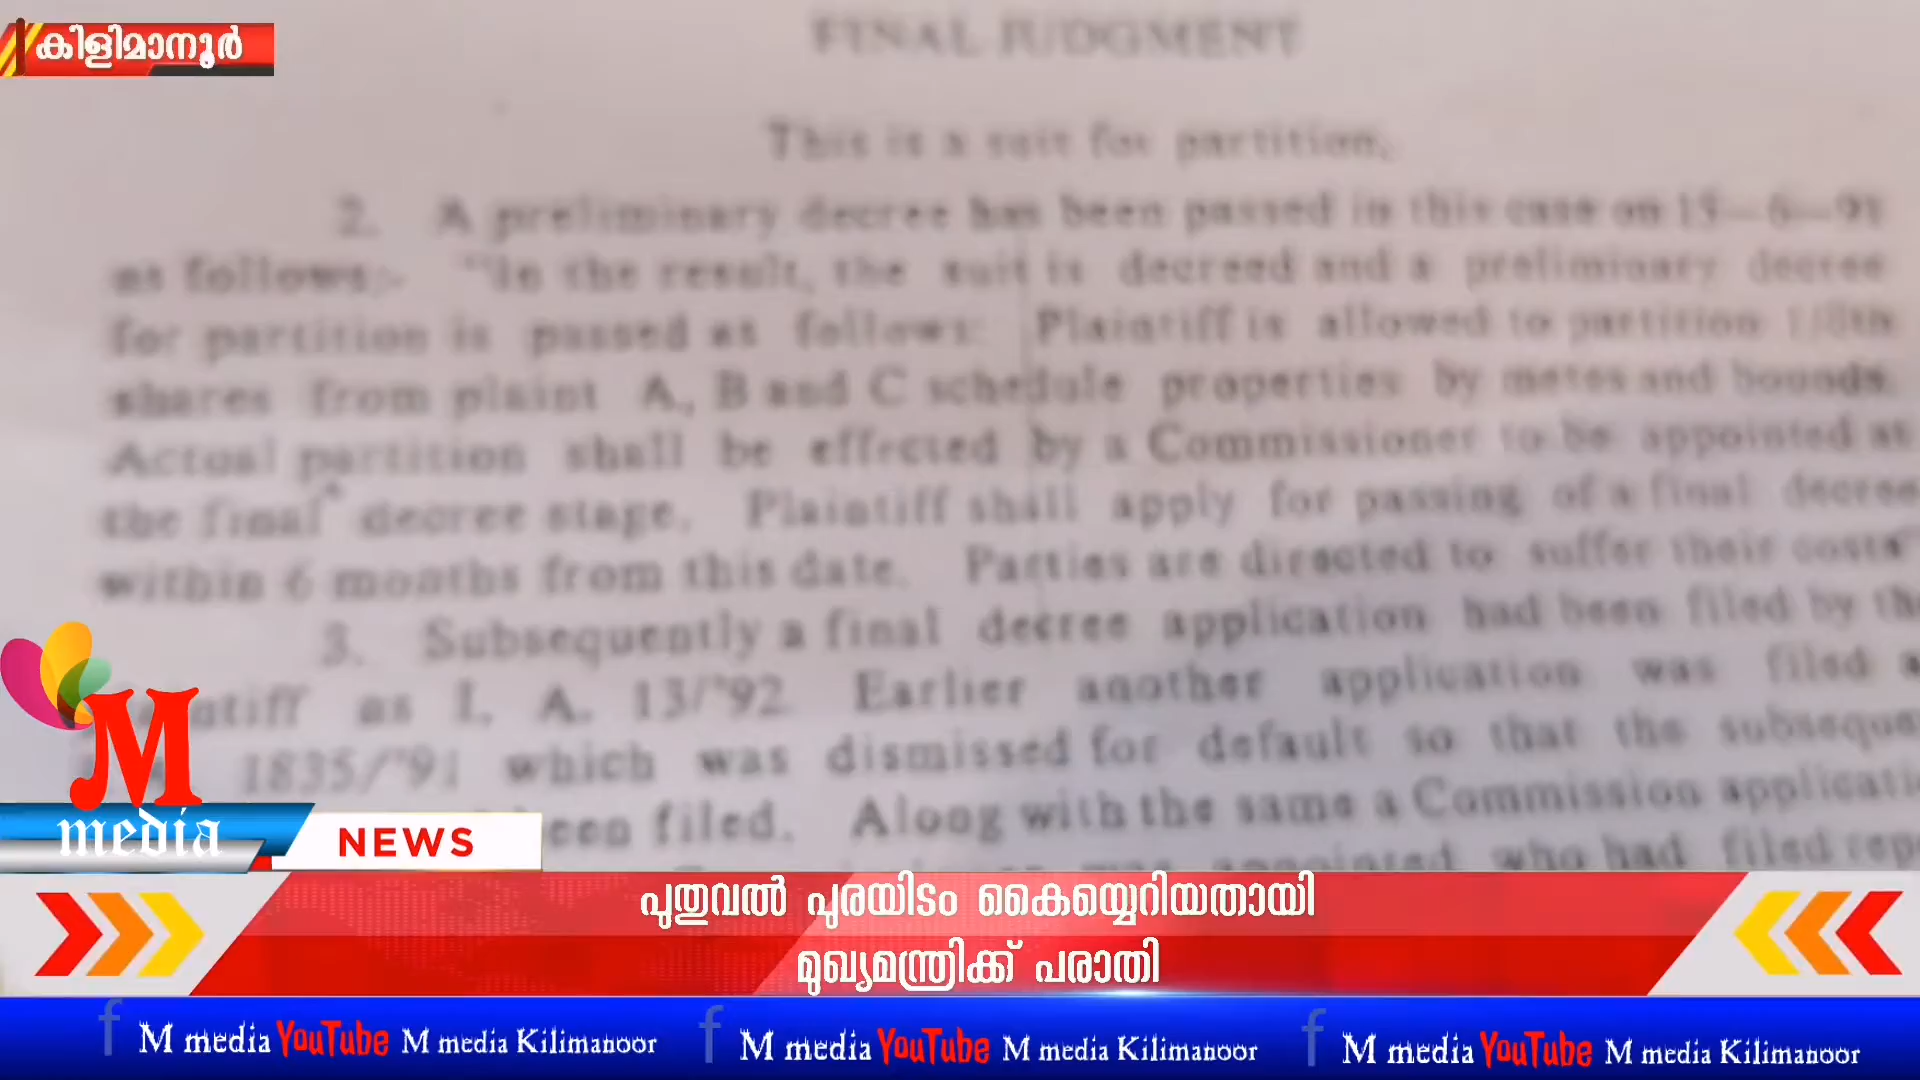 കിളിമാനൂർ
FINAL JUDGMENT
This is a suit for partition.
2. A preliminary decree has been passed in this case on 15-6-91
as follows:- "In the result, the suit is decreed and a preliminary decree
for partition is passed as follows: Plaintiff is allowed to partition
shares from plaint A, B and C schedule properties by metes and bounds.
Actual partition shall be effected by a Commissioner to be appointed at
the final decree stage. Plaintiff shall apply for passing of a final decree
within 6 months from this date. Parties are directed to suffer their costs"
3. Subsequently a final decree application had been filed by
as I. A. 13/'92. Earlier another application was filed
1835/'91 which was dismissed for default so that the
been filed. Along with the same a Commission
was appointed who had filed
M
media
NEWS
പുതുവൽ പുരയിടം കൈയ്യെറിയതായി
മുഖ്യമന്ത്രിക്ക് പരാതി
f M media YouTube M media Kilimanoor f M media YouTube M media Kilimanoor f M media YouTube M media Kilimanoor